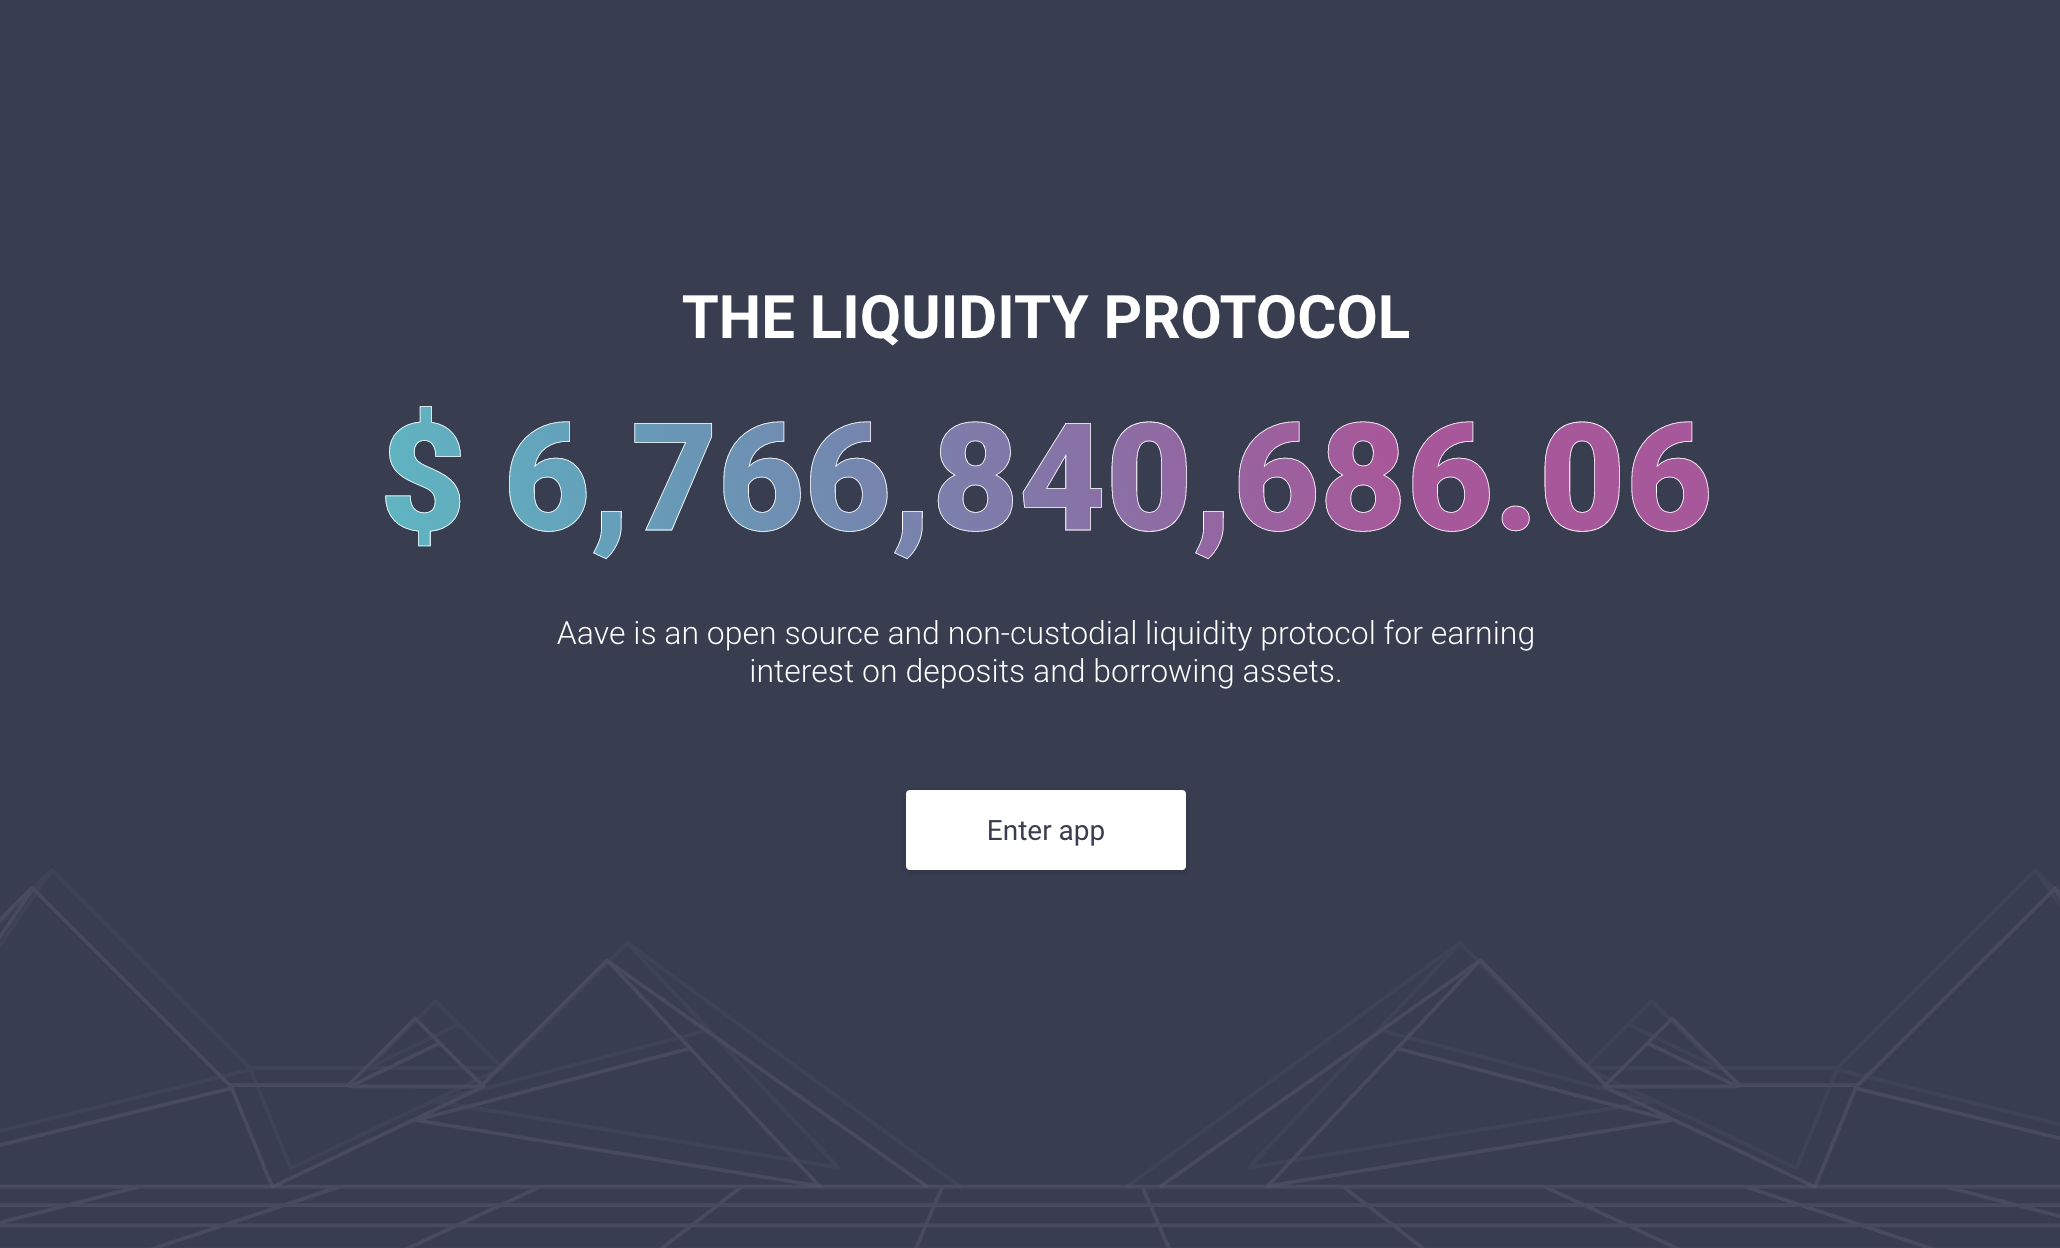 THE LIQUIDITY PROTOCOL
$ 6,766,840,686.06
Aave is an open source and non-custodial liquidity protocol for earning
interest on deposits and borrowing assets.
Enter app